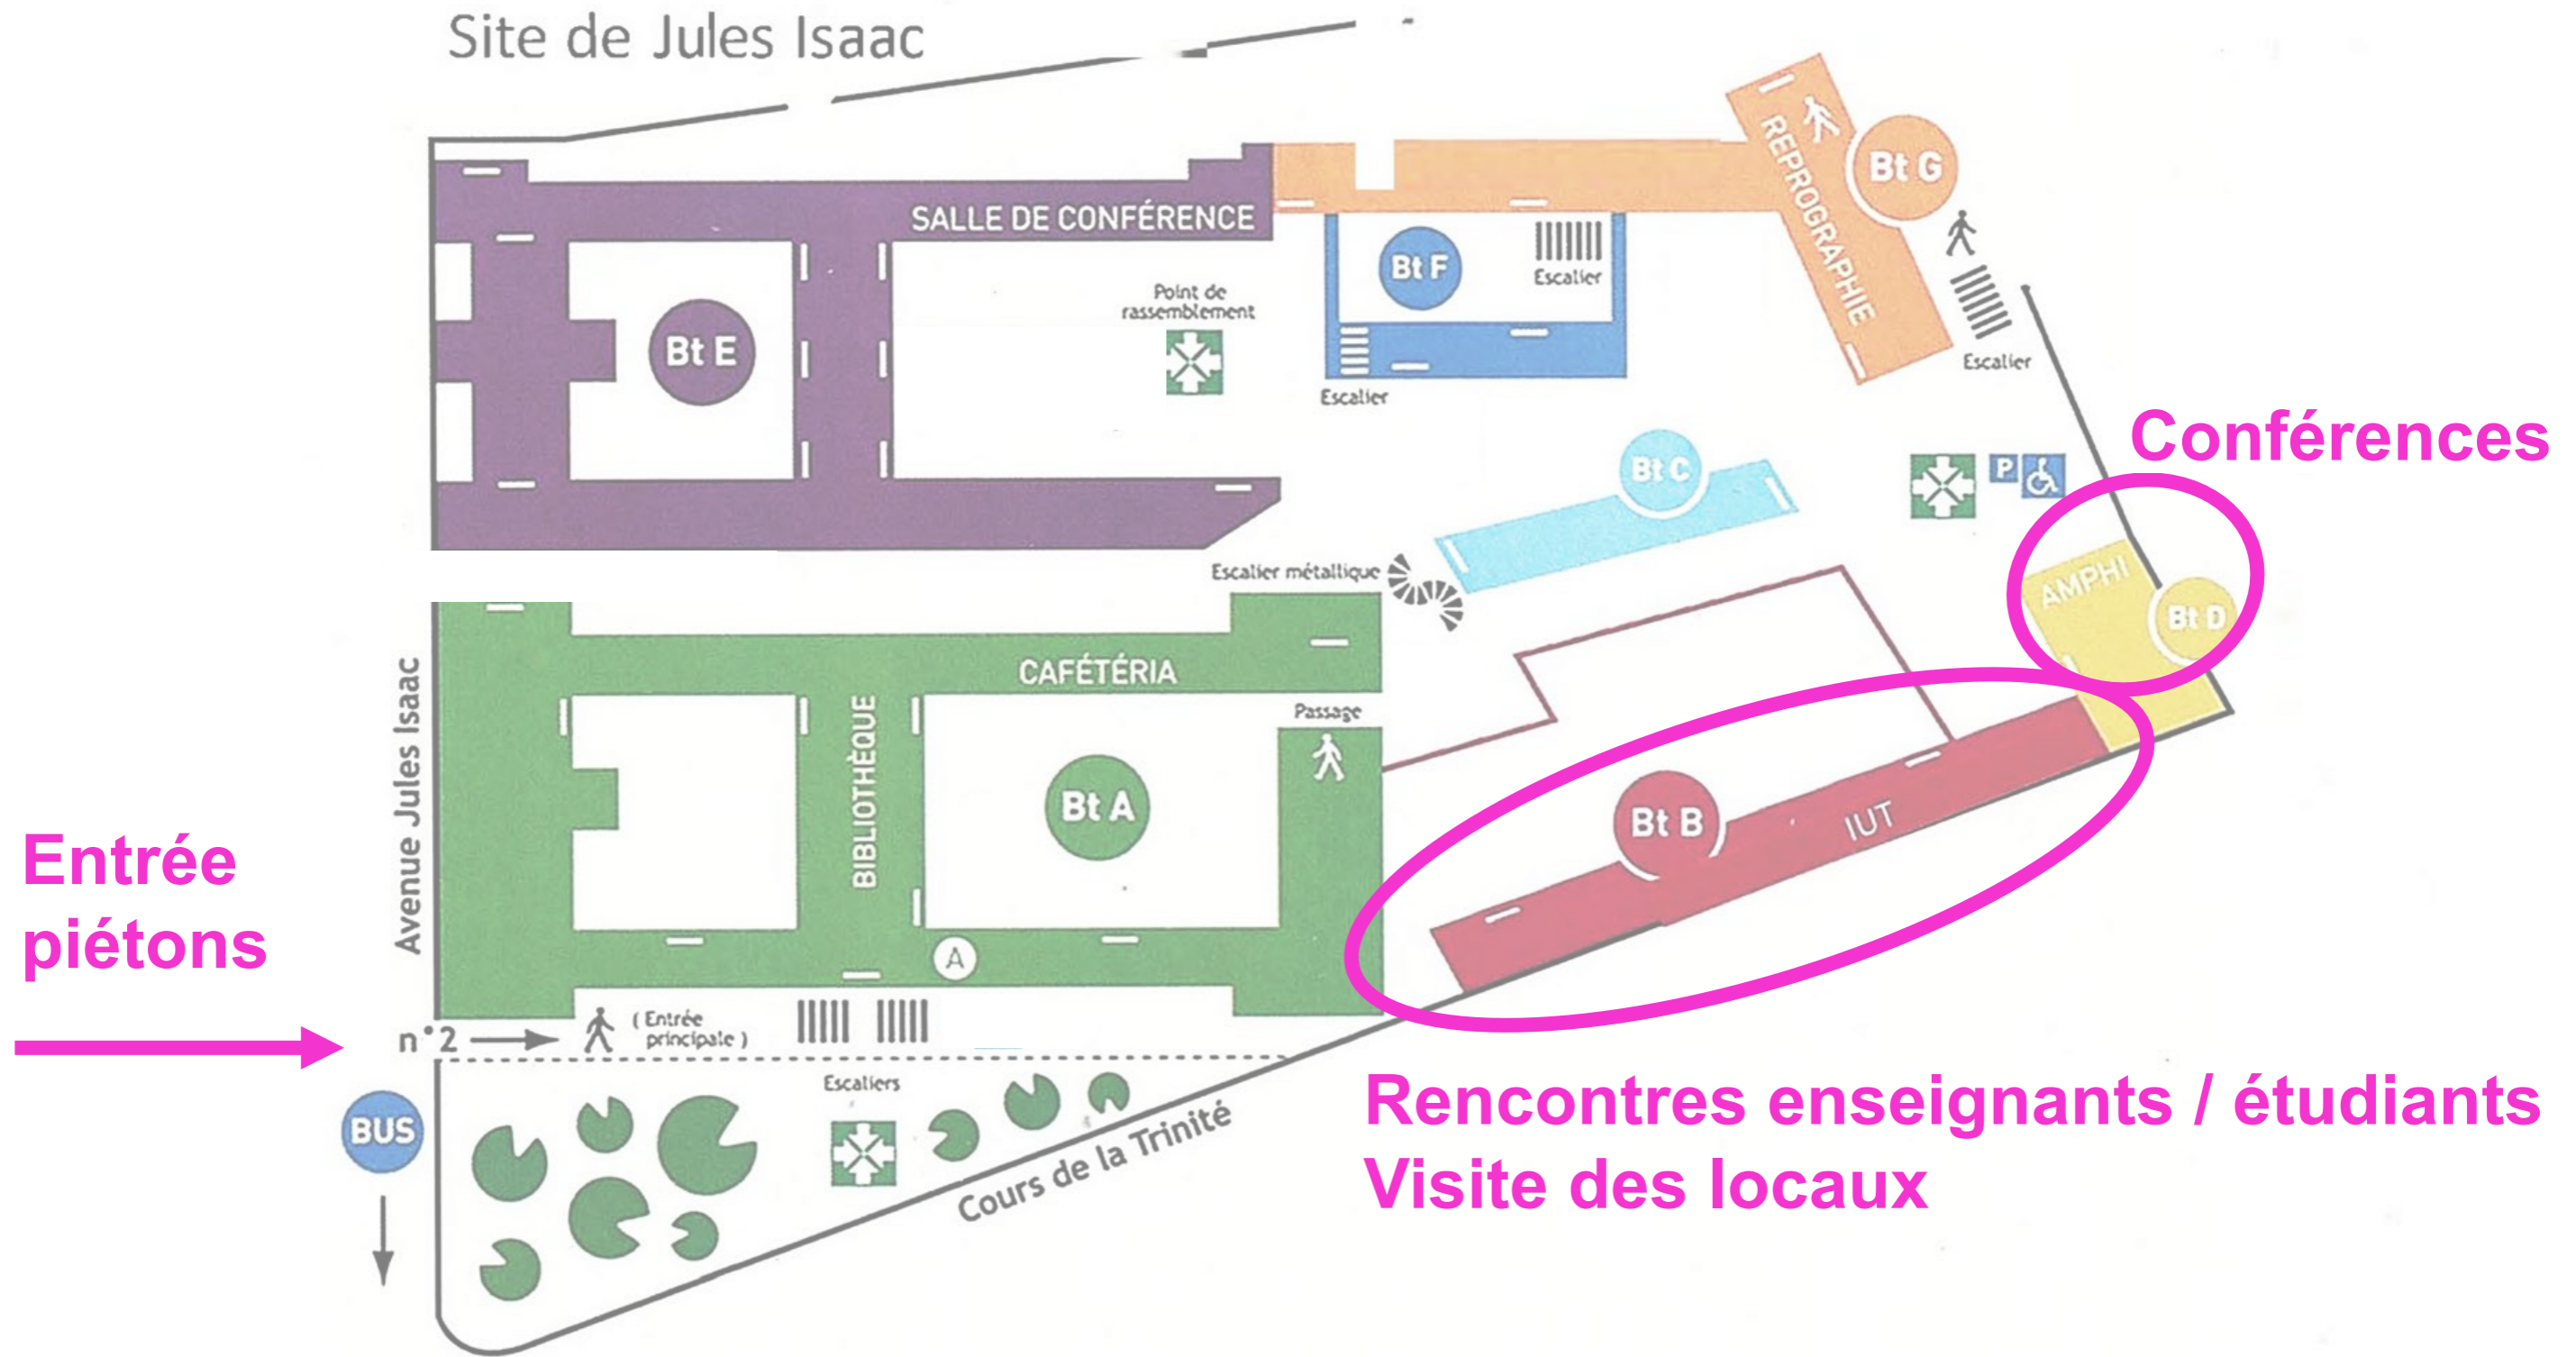 Site de Jules Isaac
REPROGRAPHIE
Bt G
SALLE DE CONFÉRENCE
Bt F
Escalier
Point de
rassemblement
Bt E
Escalier
Escalier
Conférences
Bt C
P
Escalier métallique
AMPHI
Bt D
Avenue Jules Isaac
CAFÉTÉRIA
BIBLIOTHÈQUE
Passage
Bt A
Bt B
IUT
Entrée
piétons
A
n°2
( Entrée
principale )
Escaliers
BUS
Cours de la Trinité
Rencontres enseignants / étudiants
Visite des locaux